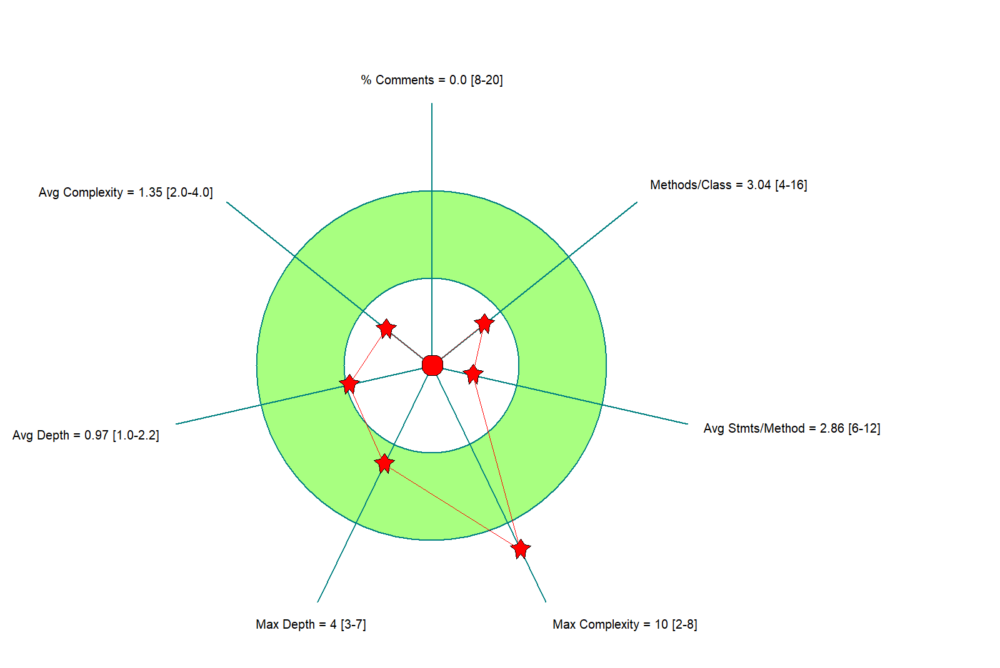 % Comments = 0.0 [8-20]
Methods/Class = 3.04 [4-16]
Avg Complexity = 1.35 [2.0-4.0]
Avg Stmts/Method = 2.86 [6-12]
Avg Depth = 0.97 [1.0-2.2]
Max Depth = 4 [3-7]
Max Complexity = 10 [2-8]